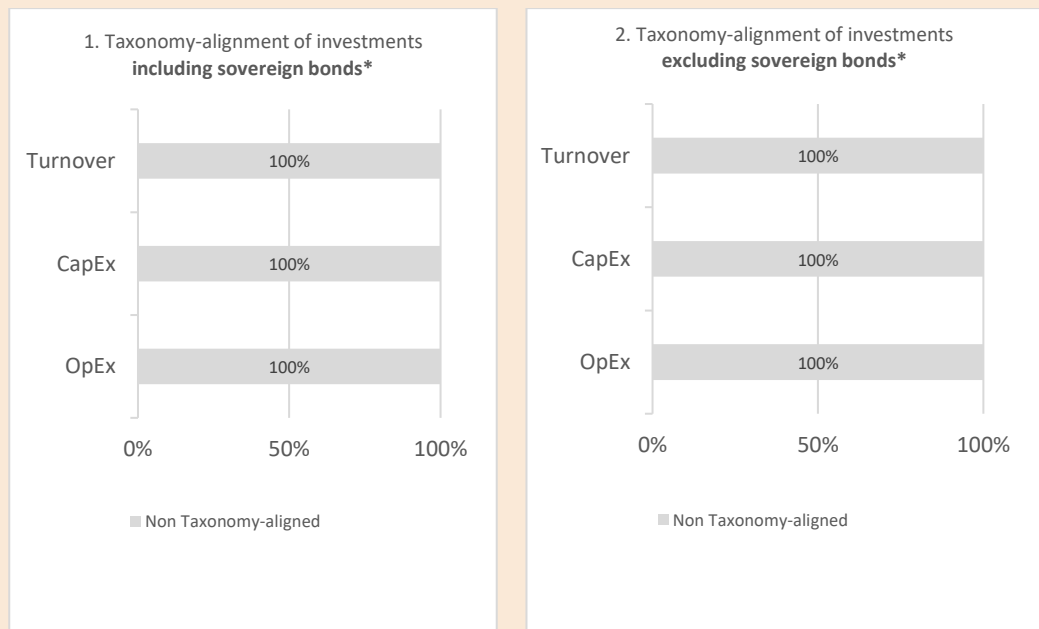 1. Taxonomy-alignment of investments
including sovereign bonds*
Turnover
100%
CapEx
100%
OpEx
100%
0%
50%
100%
Non Taxonomy-aligned
2. Taxonomy-alignment of investments
excluding sovereign bonds*
Turnover
100%
CapEx
100%
OpEx
100%
0%
50%
100%
Non Taxonomy-aligned